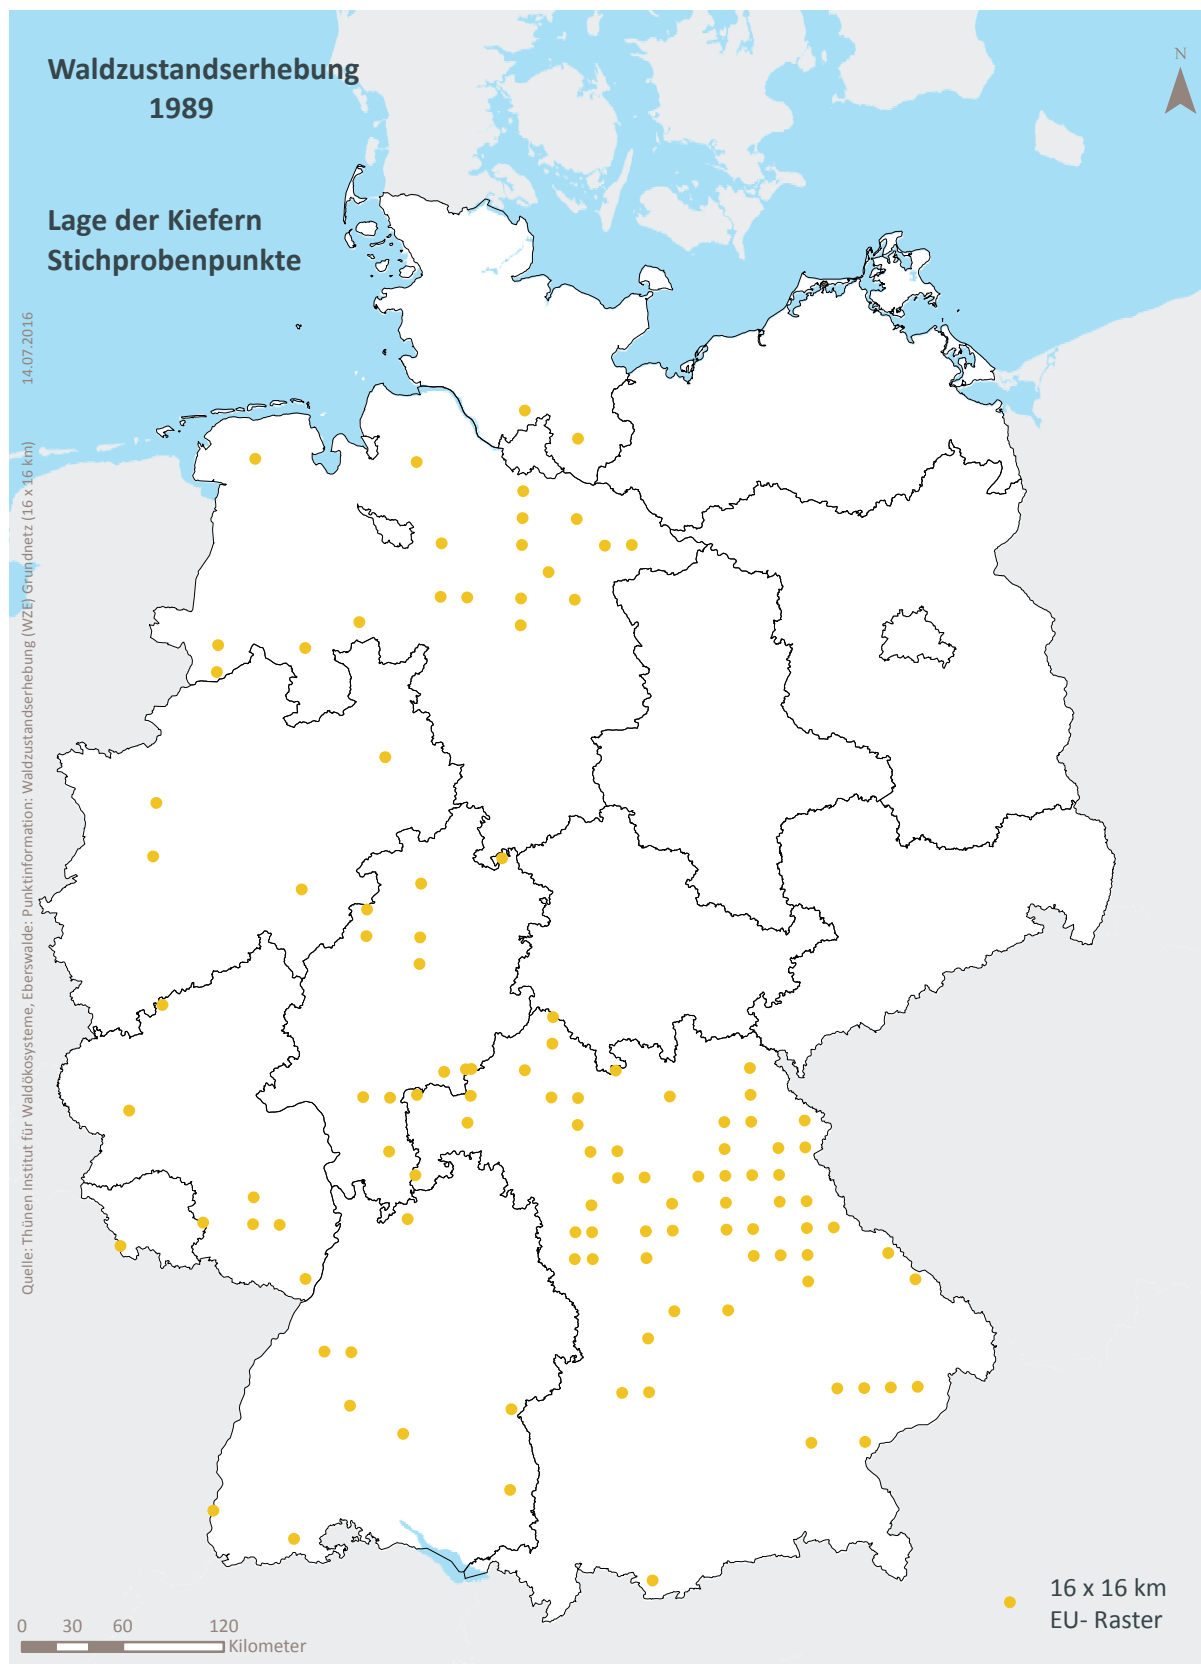 Waldzustandserhebung
1989
N
Lage der Kiefern
Stichprobenpunkte
Quelle: Thünen Institut für Waldökosysteme, Eberswalde: Punktinformation: Waldzustandserhebung (WZE) Grundnetz (16 x 16 km) 14.07.2016
16 x 16 km
EU- Raster
0 30 60 120
Kilometer